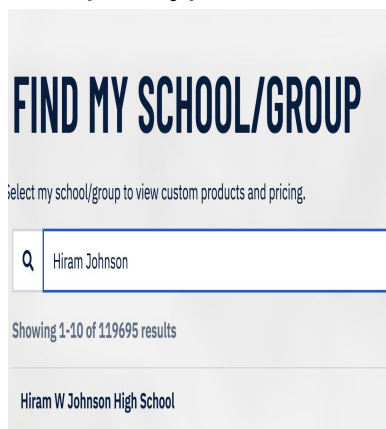 FIND MY SCHOOL/GROUP
Select my school/group to view custom products and pricing.
Hiram Johnson
Showing 1-10 of 119695 results
Hiram W Johnson High School